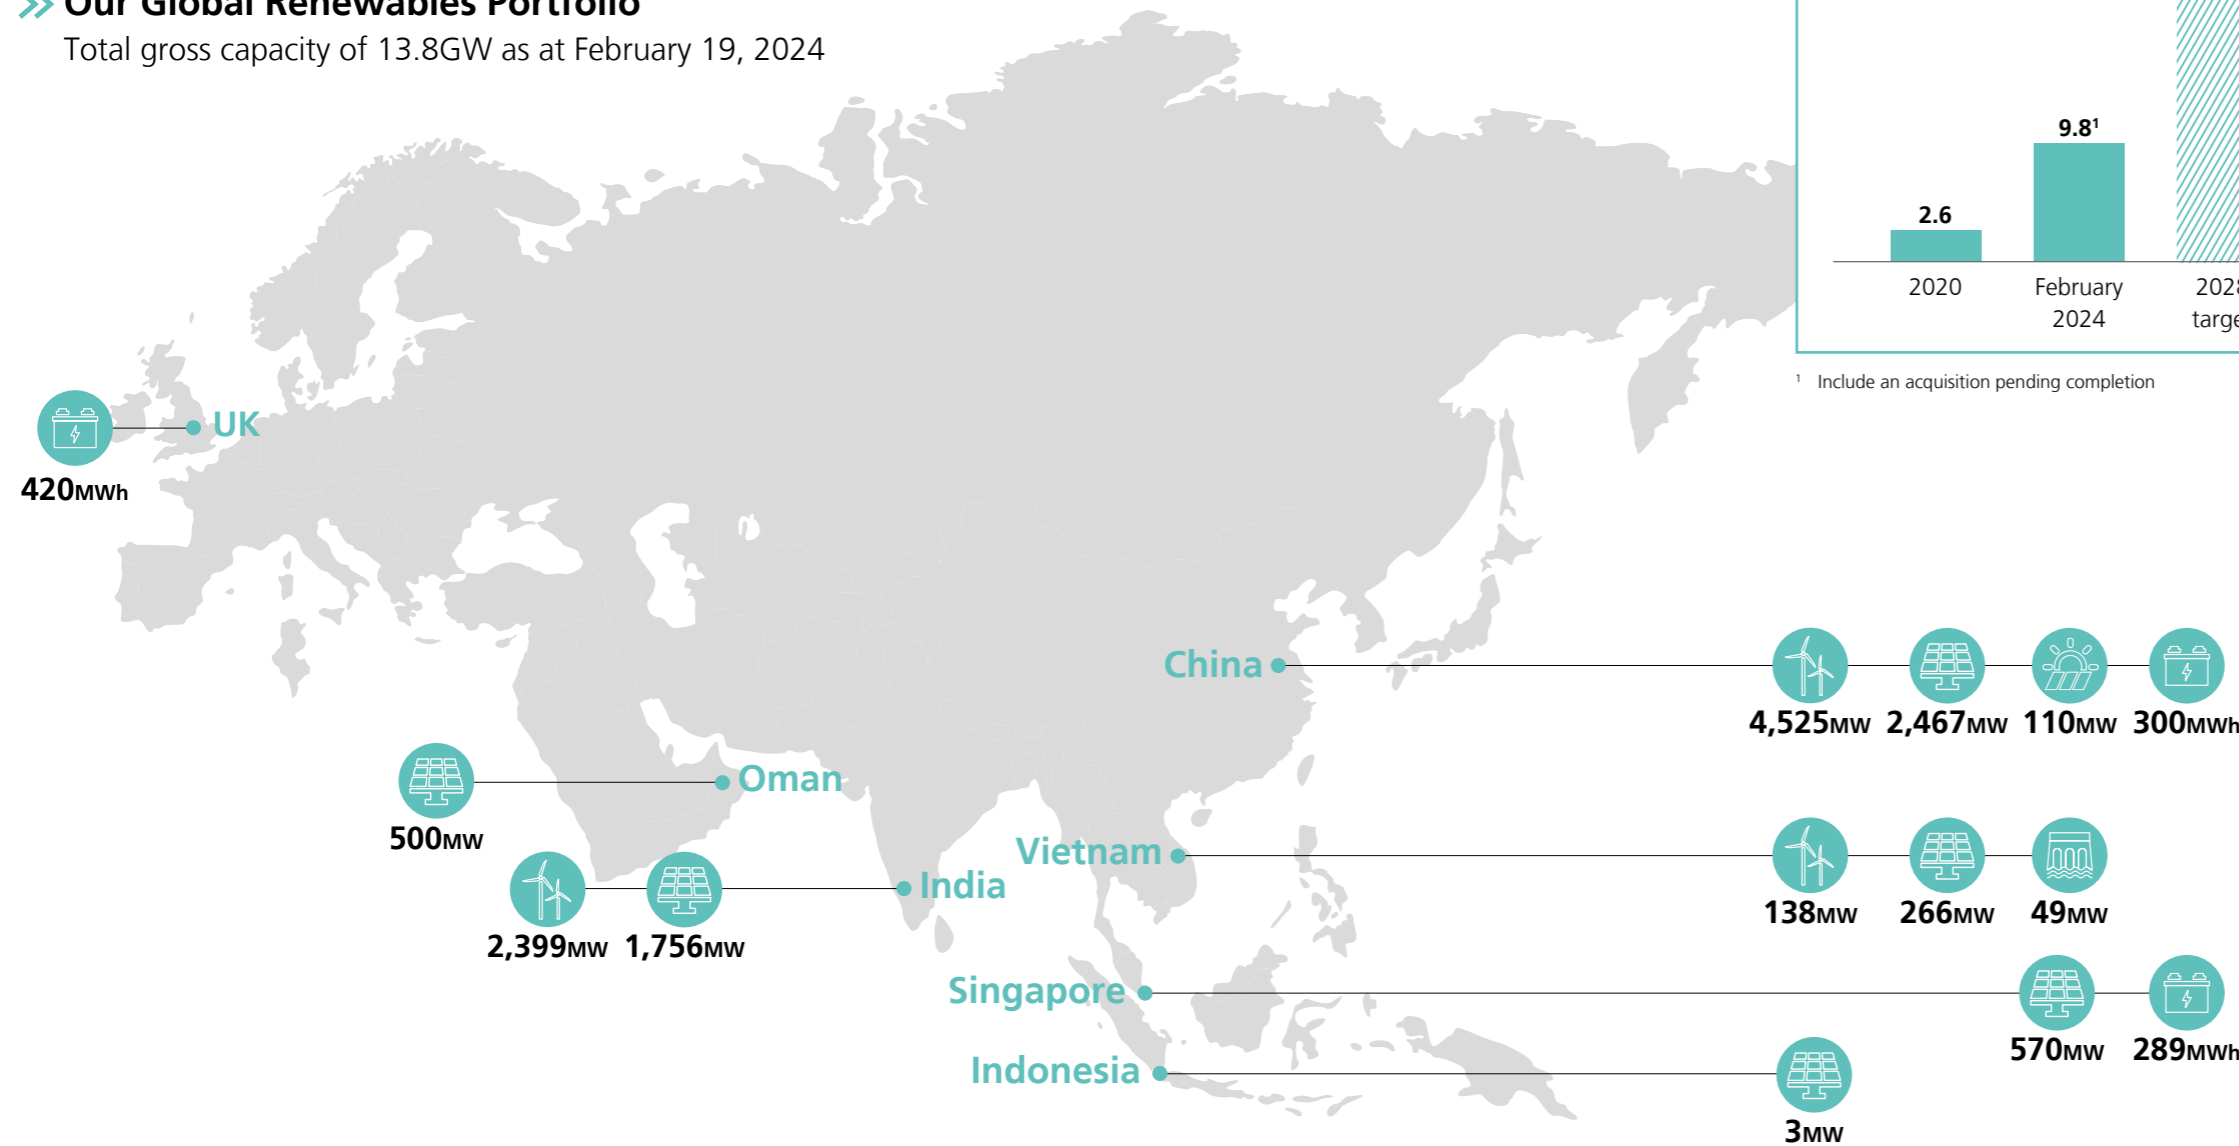 Our Global Renewables Portfolio
Total gross capacity of 13.8GW as at February 19, 2024
9.8¹
2.6
2020
February
2024
¹ Include an acquisition pending completion
UK
420MWh
China
4,525MW 2,467MW 110MW 300MWh
Oman
500MW
Vietnam
138MW 266MW 49MW
India
2,399MW 1,756MW
Singapore
570MW 289MWh
Indonesia
3MW